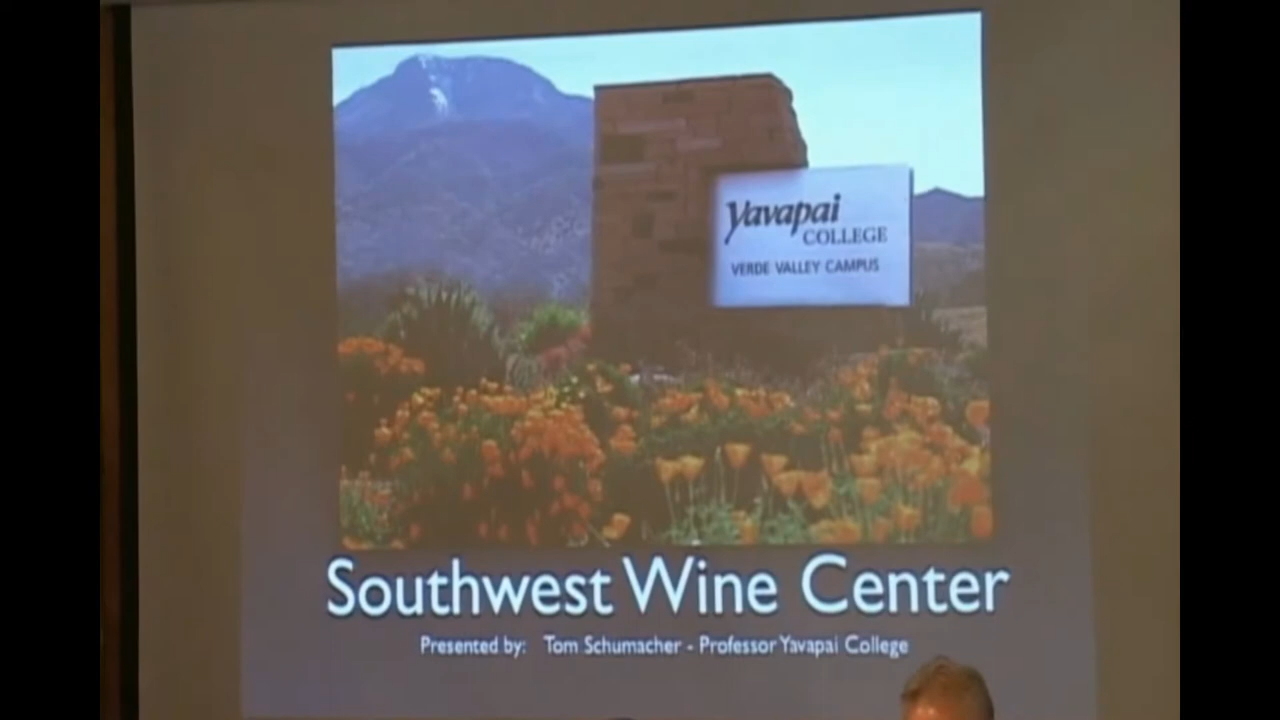 Yavapai
COLLEGE
VERDE VALLEY CAMPUS
Southwest Wine Center
Presented by: Tom Schumacher - Professor Yavapai College